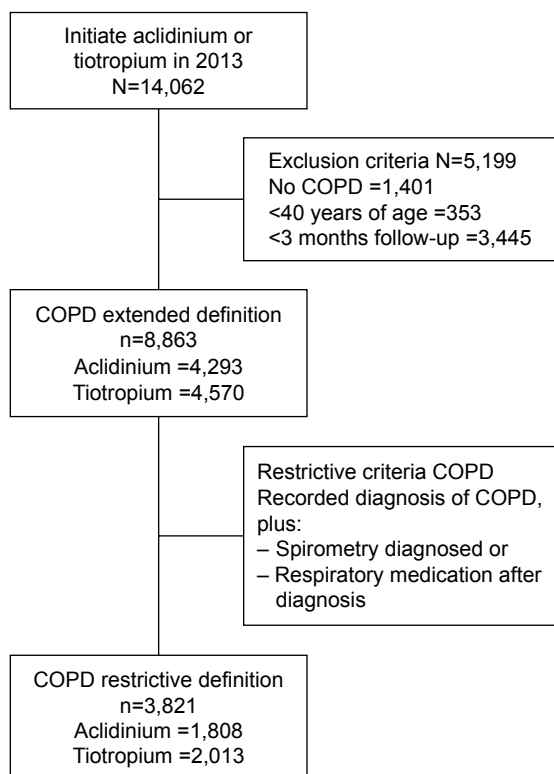 Initiate aclidinium or
tiotropium in 2013
N=14,062
Exclusion criteria N=5,199
No COPD =1,401
<40 years of age =353
<3 months follow-up =3,445
COPD extended definition
n=8,863
Aclidinium =4,293
Tiotropium =4,570
Restrictive criteria COPD
Recorded diagnosis of COPD,
plus:
– Spirometry diagnosed or
– Respiratory medication after
diagnosis
COPD restrictive definition
n=3,821
Aclidinium =1,808
Tiotropium =2,013